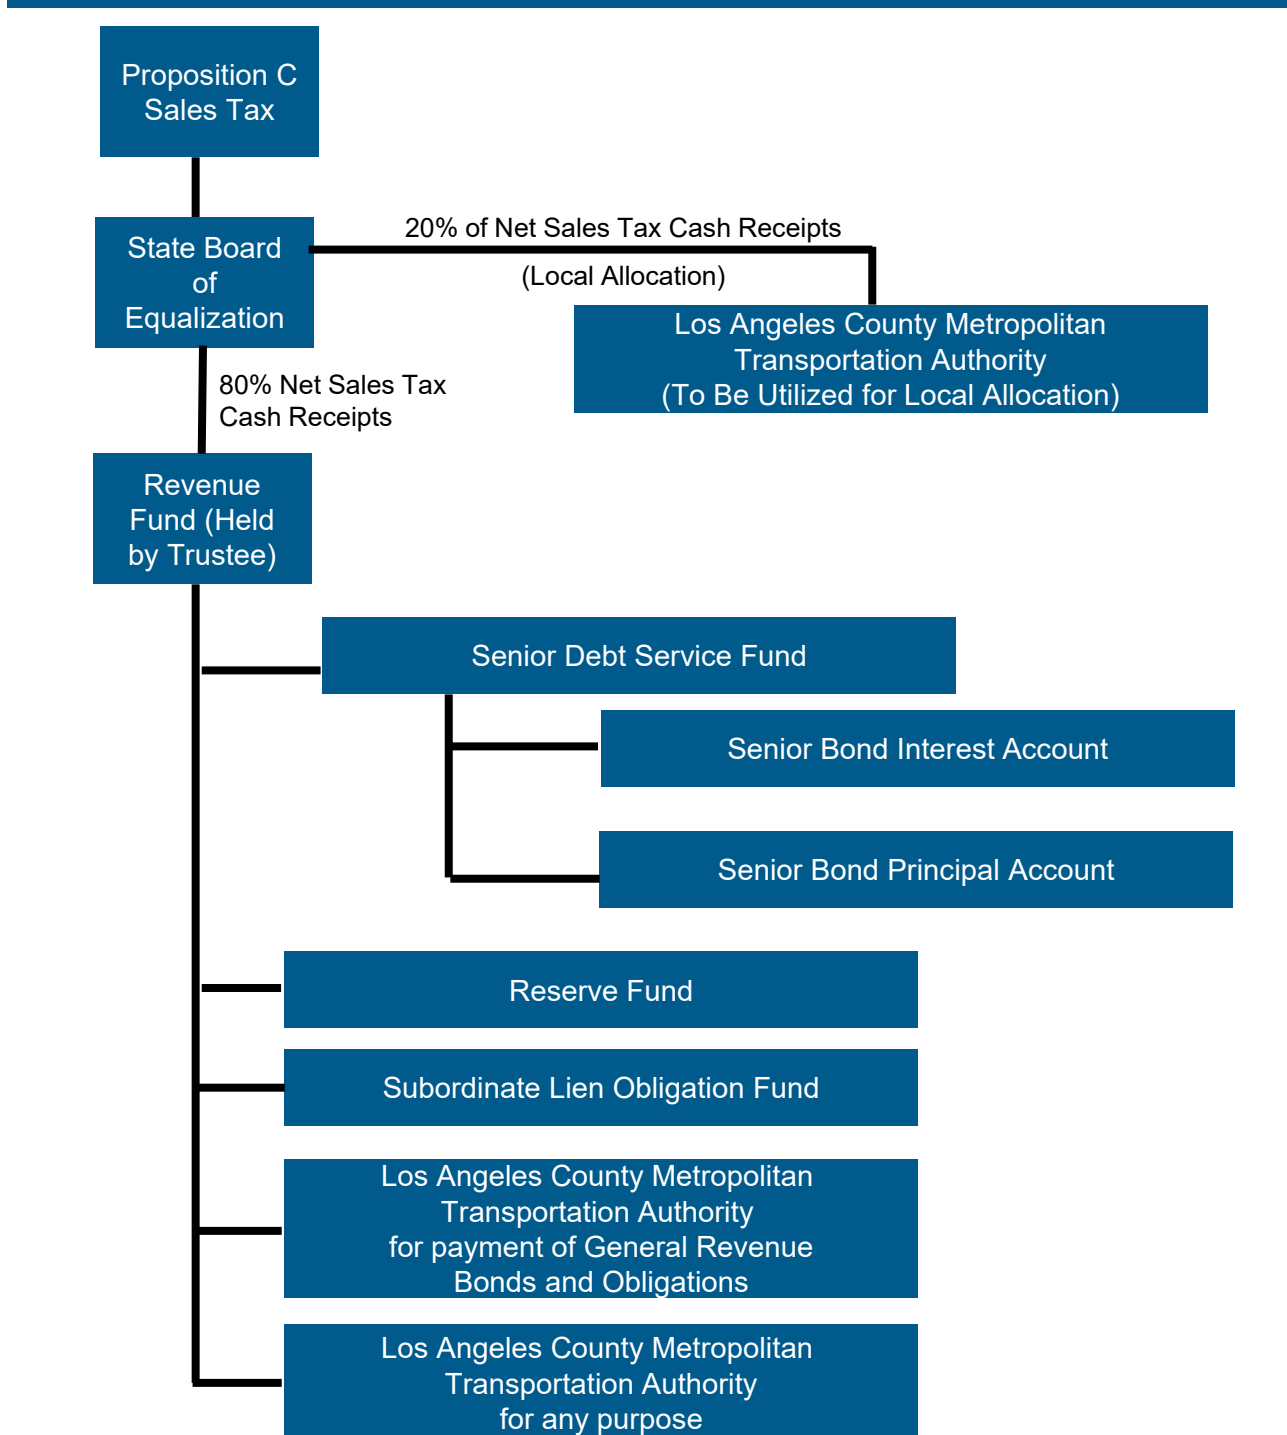 Proposition C
Sales Tax
State Board
of
Equalization
20% of Net Sales Tax Cash Receipts
(Local Allocation)
Los Angeles County Metropolitan
Transportation Authority
(To Be Utilized for Local Allocation)
80% Net Sales Tax
Cash Receipts
Revenue
Fund (Held
by Trustee)
Senior Debt Service Fund
Senior Bond Interest Account
Senior Bond Principal Account
Reserve Fund
Subordinate Lien Obligation Fund
Los Angeles County Metropolitan
Transportation Authority
for payment of General Revenue
Bonds and Obligations
Los Angeles County Metropolitan
Transportation Authority
for any purpose